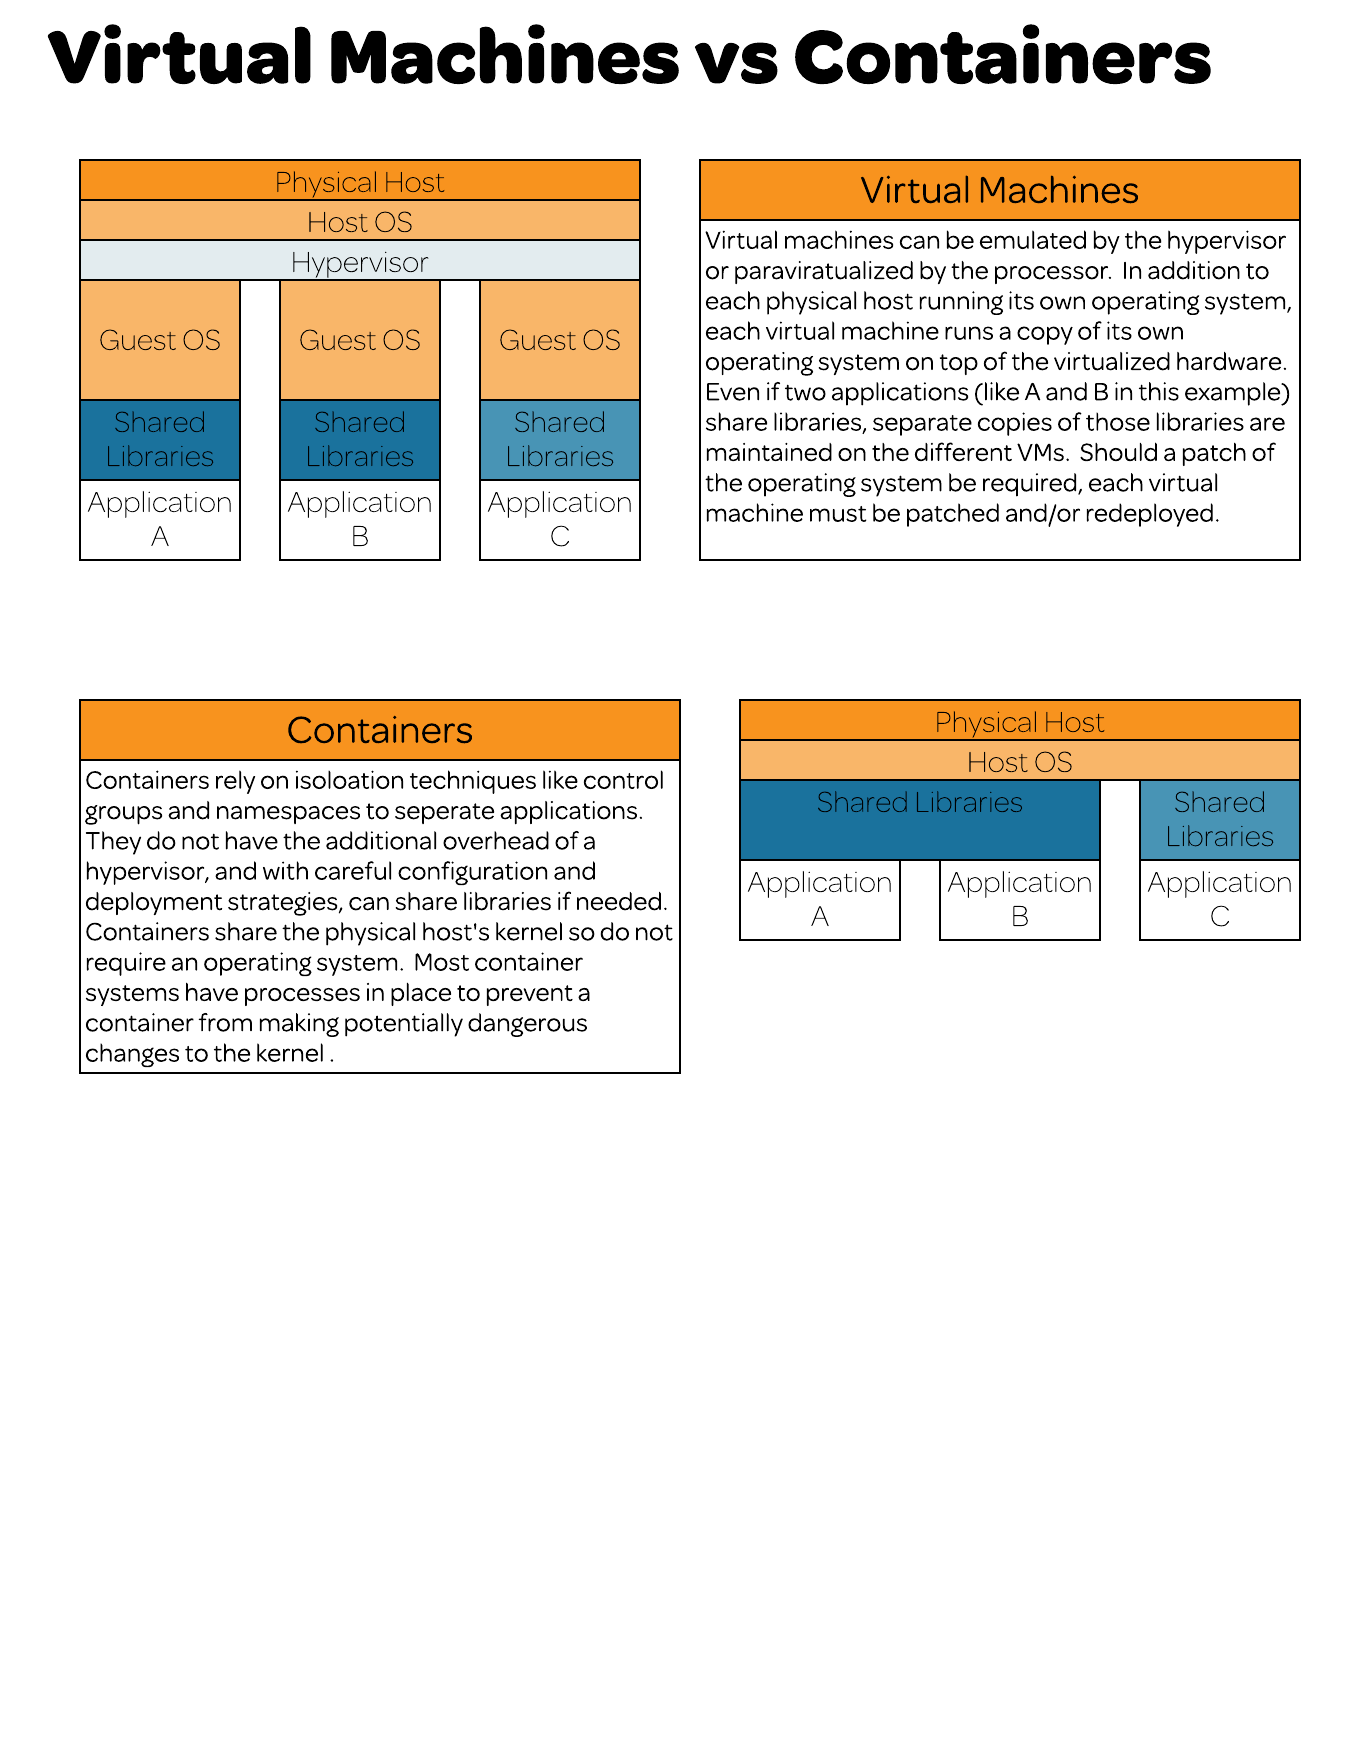 Virtual Machines vs Containers
Physical Host
Host OS
Hypervisor
Guest OS
Guest OS
Guest OS
Shared
Libraries
Shared
Libraries
Shared
Libraries
Application
A
Application
B
Application
C
Virtual Machines
Virtual machines can be emulated by the hypervisor
or paraviratualized by the processor.  In addition to
each physical host running its own operating system,
each virtual machine runs a copy of its own
operating system on top of the virtualized hardware.
Even if two applications (like A and B in this example)
share libraries, separate copies of those libraries are
maintained on the different VMs.  Should a patch of
the operating system be required, each virtual
machine must be patched and/or redeployed.
Containers
Containers rely on isoloation techniques like control
groups and namespaces to seperate applications.
They do not have the additional overhead of a
hypervisor, and with careful configuration and
deployment strategies, can share libraries if needed.
Containers share the physical host's kernel so do not
require an operating system.  Most container
systems have processes in place to prevent a
container from making potentially dangerous
changes to the kernel .
Physical Host
Host OS
Shared Libraries
Shared
Libraries
Application
A
Application
B
Application
C